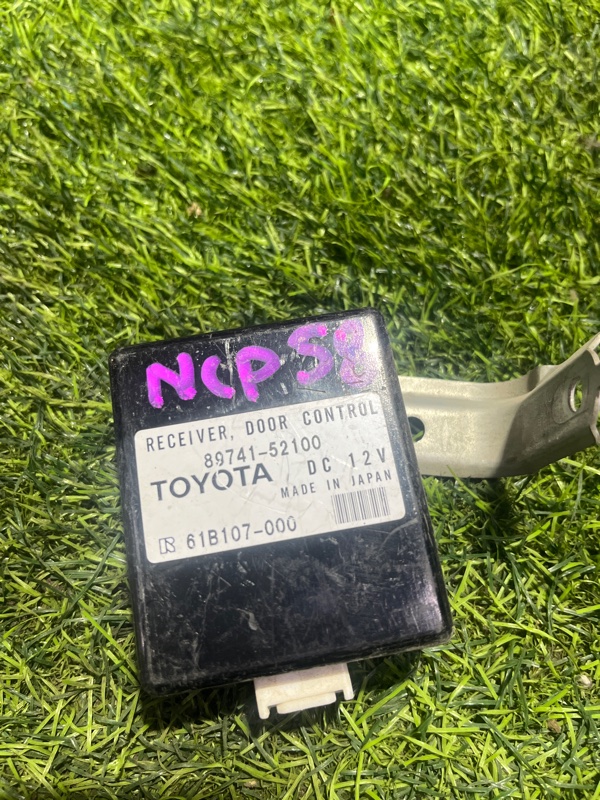 NCP58
RECEIVER, DOOR CONTROL
89741-52100
TOYOTA DC 12V
MADE IN JAPAN
R 61B107-000